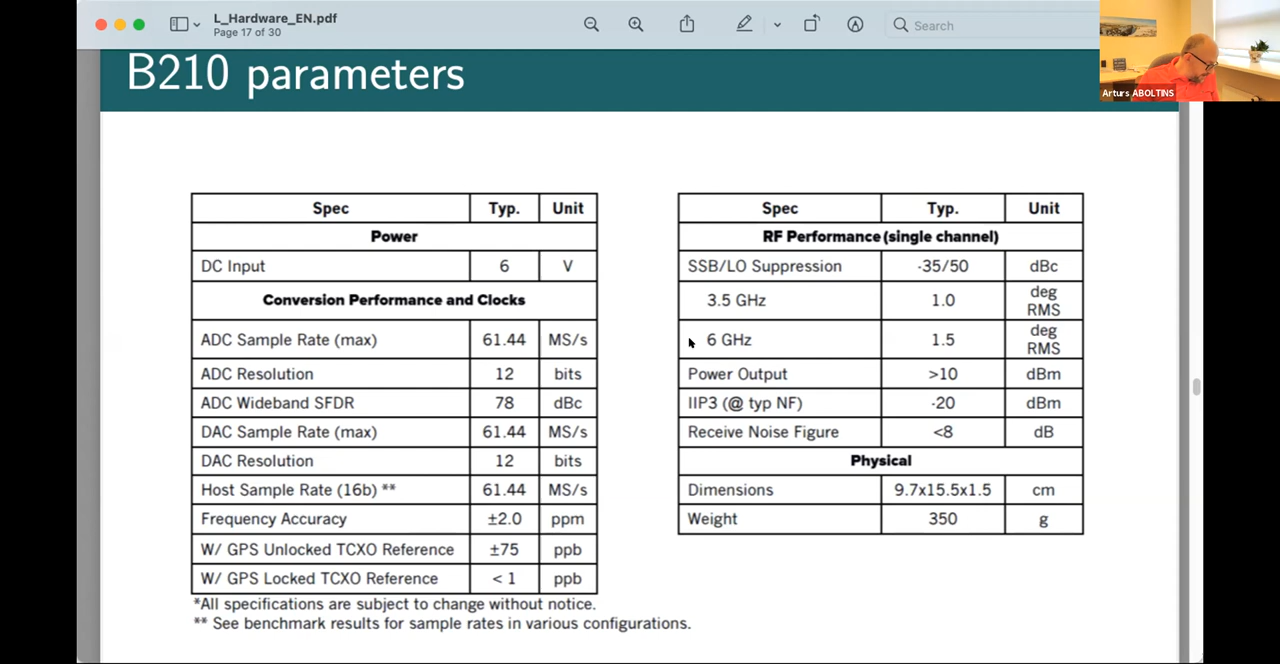 L_Hardware_EN.pdf
Page 17 of 30
Search
Arturs ABOLTINS
B210 parameters
Spec Typ. Unit
Power
DC Input 6 V
Conversion Performance and Clocks
ADC Sample Rate (max) 61.44 MS/s
ADC Resolution 12 bits
ADC Wideband SFDR 78 dBc
DAC Sample Rate (max) 61.44 MS/s
DAC Resolution 12 bits
Host Sample Rate (16b) ** 61.44 MS/s
Frequency Accuracy ±2.0 ppm
W/ GPS Unlocked TCXO Reference ±75 ppb
W/ GPS Locked TCXO Reference < 1 ppb
*All specifications are subject to change without notice.
** See benchmark results for sample rates in various configurations.
Spec Typ. Unit
RF Performance (single channel)
SSB/LO Suppression -35/50 dBc
3.5 GHz 1.0 deg RMS
6 GHz 1.5 deg RMS
Power Output >10 dBm
IIP3 (@ typ NF) -20 dBm
Receive Noise Figure <8 dB
Physical
Dimensions 9.7x15.5x1.5 cm
Weight 350 g